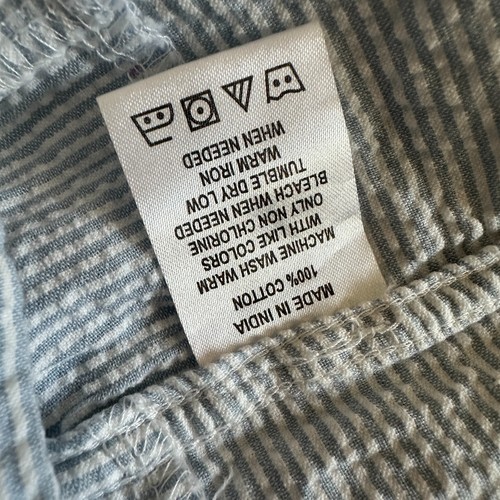 MADE IN INDIA
100% COTTON
MACHINE WASH WARM
WITH LIKE COLORS
ONLY NON CHLORINE
BLEACH WHEN NEEDED
TUMBLE DRY LOW
WARM IRON
WHEN NEEDED